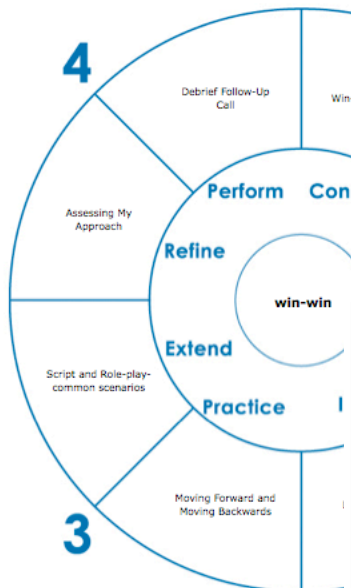 4
Debrief Follow-Up
Call
Perform
Assessing My
Approach
Refine
win-win
Extend
Script and Role-play-
common scenarios
Practice
Moving Forward and
Moving Backwards
3